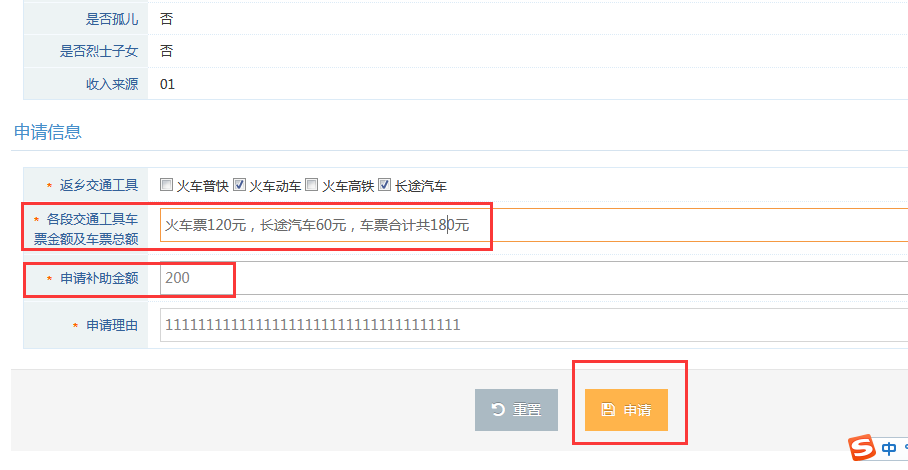 是否孤儿 否
是否烈士子女 否
收入来源 01
申请信息
* 返乡交通工具 火车普快 火车动车 火车高铁 长途汽车
* 各段交通工具车
票金额及车票总额 火车票120元，长途汽车60元，车票合计共180元
* 申请补助金额 200
* 申请理由 111111111111111111111111111111111111
重置 申请
S 中